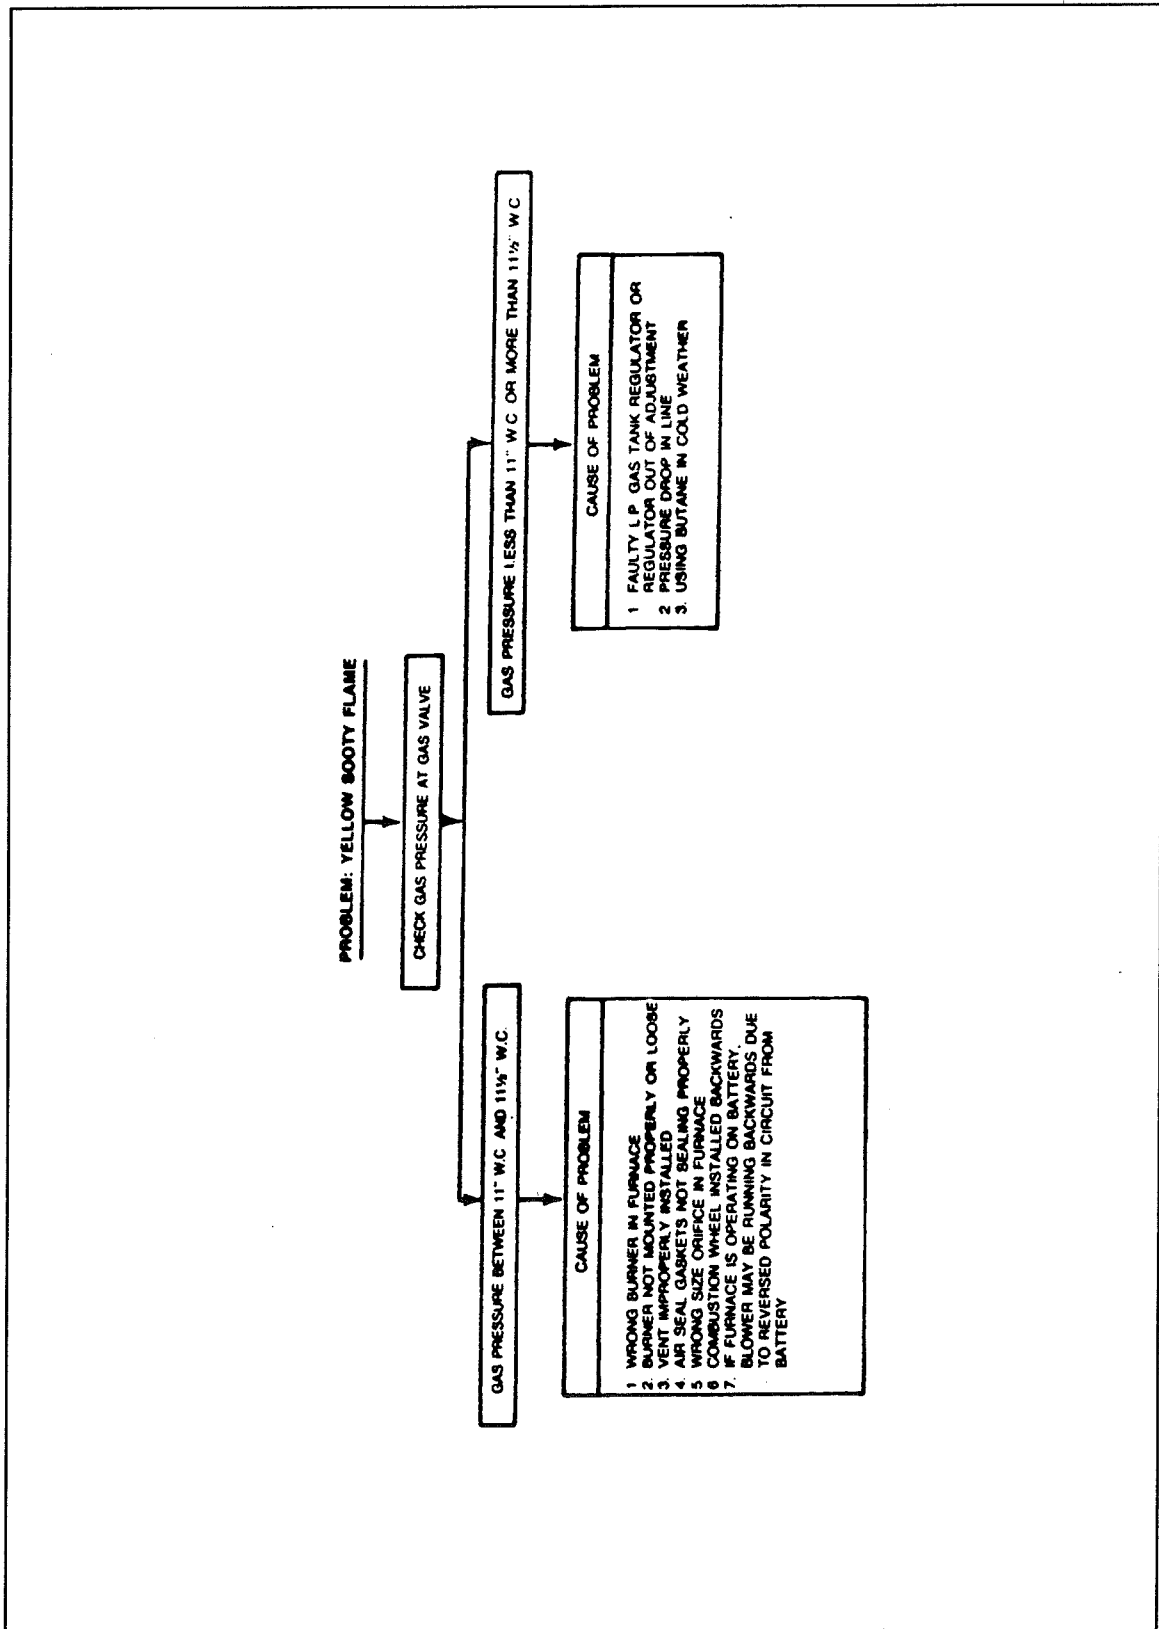 PROBLEM: YELLOW SOOTY FLAME
CHECK GAS PRESSURE AT GAS VALVE
GAS PRESSURE BETWEEN 11" W.C AND 11½" W.C.
CAUSE OF PROBLEM
1 WRONG BURNER IN FURNACE
2. BURNER NOT MOUNTED PROPERLY OR LOOSE
3. VENT IMPROPERLY INSTALLED
4. AIR SEAL GASKETS NOT SEALING PROPERLY
5 WRONG SIZE ORIFICE IN FURNACE
6 COMBUSTION WHEEL INSTALLED BACKWARDS
7. IF FURNACE IS OPERATING ON BATTERY,
BLOWER MAY BE RUNNING BACKWARDS DUE
TO REVERSED POLARITY IN CIRCUIT FROM
BATTERY
GAS PRESSURE LESS THAN 11" W C OR MORE THAN 11½" W C
CAUSE OF PROBLEM
1 FAULTY L P GAS TANK REGULATOR OR
REGULATOR OUT OF ADJUSTMENT
2 PRESSURE DROP IN LINE
3. USING BUTANE IN COLD WEATHER